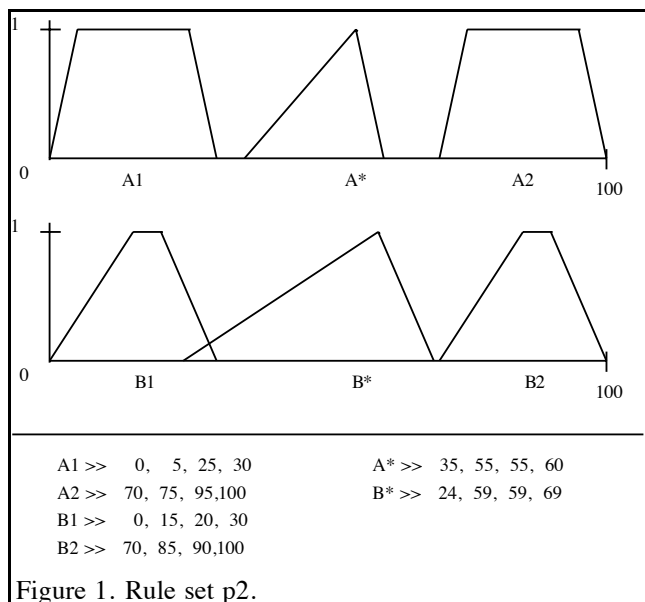 1
0
A1 A* A2
100
1
0
B1 B* B2
100
A1 >> 0, 5, 25, 30 A* >> 35, 55, 55, 60
A2 >> 70, 75, 95,100 B* >> 24, 59, 59, 69
B1 >> 0, 15, 20, 30
B2 >> 70, 85, 90,100
Figure 1. Rule set p2.